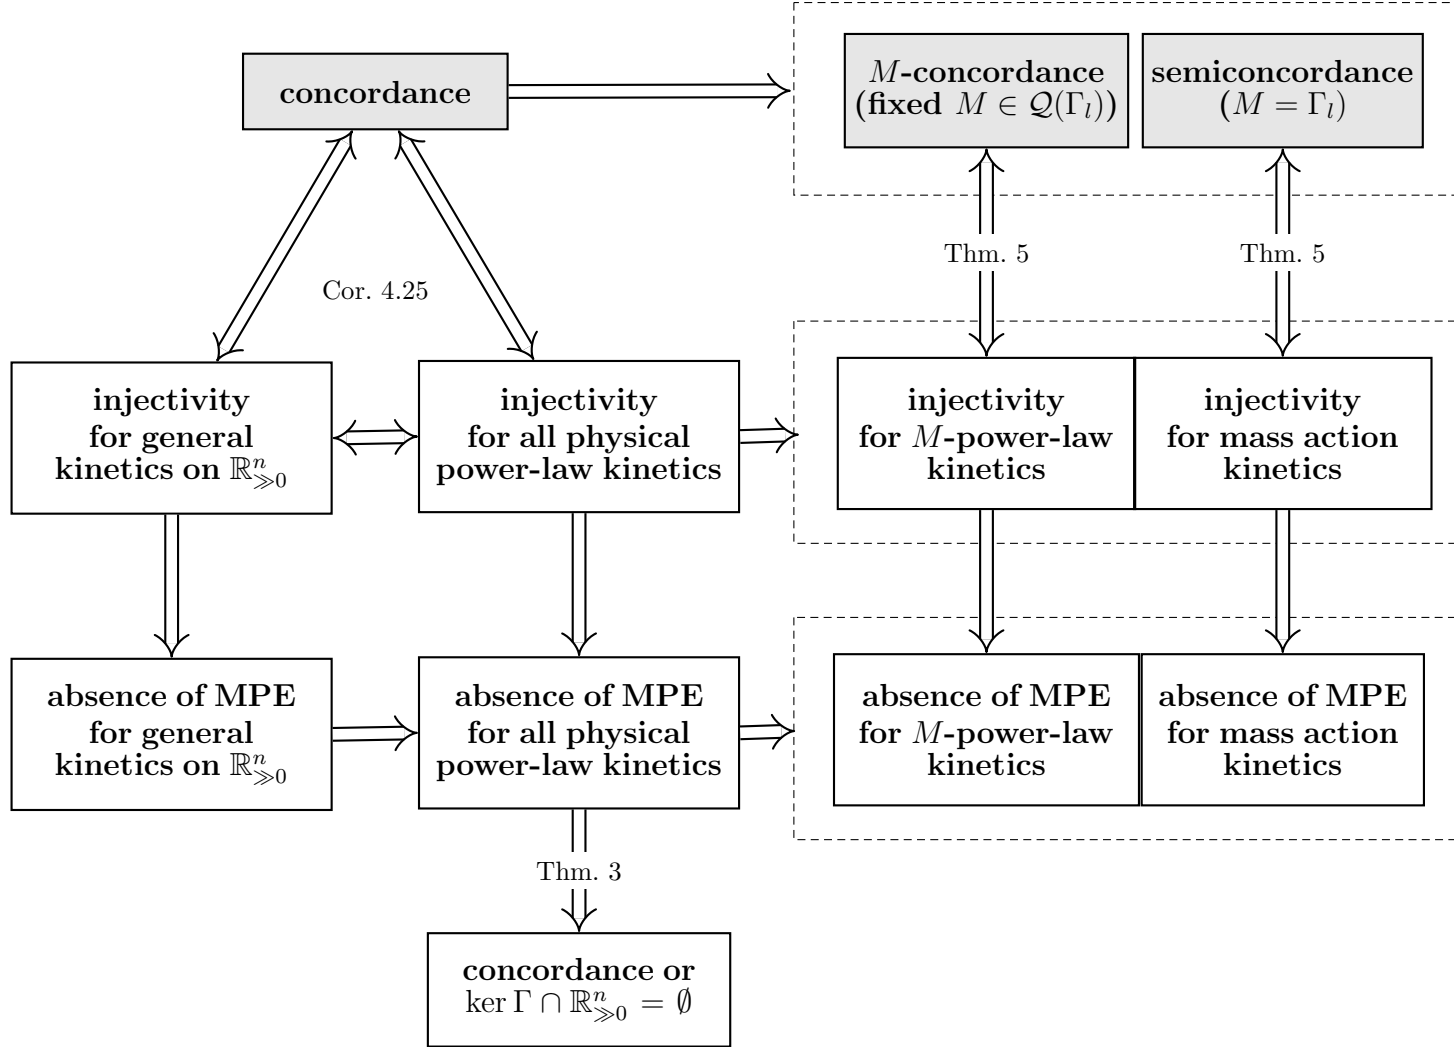 concordance
M-concordance
(fixed M ∈ 𝒬(Γ_l))
semiconcordance
(M = Γ_l)
Thm. 5
Thm. 5
Cor. 4.25
injectivity
for general
kinetics on ℝⁿ_≫0
injectivity
for all physical
power-law kinetics
injectivity
for M-power-law
kinetics
injectivity
for mass action
kinetics
absence of MPE
for general
kinetics on ℝⁿ_≫0
absence of MPE
for all physical
power-law kinetics
absence of MPE
for M-power-law
kinetics
absence of MPE
for mass action
kinetics
Thm. 3
concordance or
ker Γ ∩ ℝⁿ_≫0 = ∅